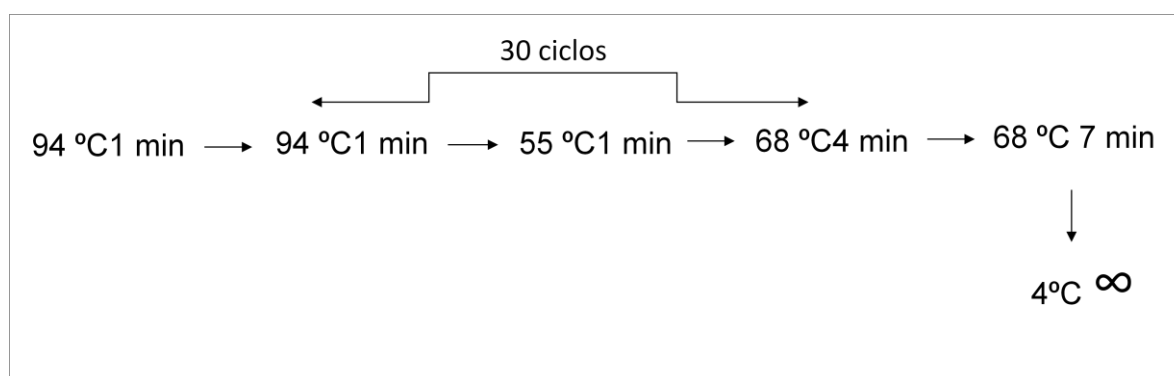 30 ciclos
94 ºC1 min → 94 ºC1 min → 55 ºC1 min → 68 ºC4 min → 68 ºC 7 min
4ºC ∞